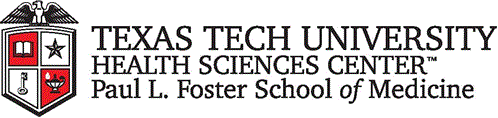 TEXAS TECH UNIVERSITY
HEALTH SCIENCES CENTER™
Paul L. Foster School of Medicine